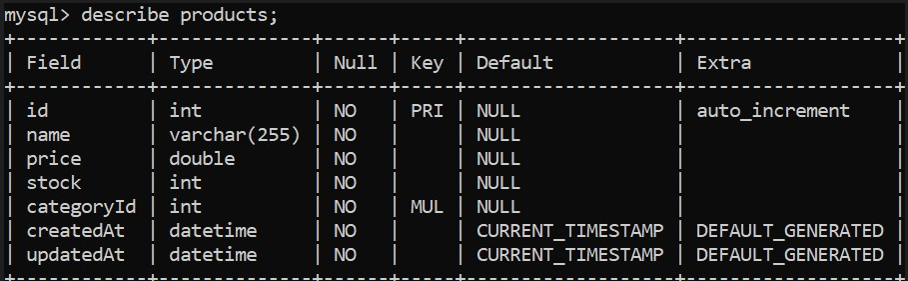 mysql> describe products;
+------------+--------------+------+-----+-------------------+-------------------+
| Field      | Type         | Null | Key | Default           | Extra             |
+------------+--------------+------+-----+-------------------+-------------------+
| id         | int          | NO   | PRI | NULL              | auto_increment    |
| name       | varchar(255) | NO   |     | NULL              |                   |
| price      | double       | NO   |     | NULL              |                   |
| stock      | int          | NO   |     | NULL              |                   |
| categoryId | int          | NO   | MUL | NULL              |                   |
| createdAt  | datetime     | NO   |     | CURRENT_TIMESTAMP | DEFAULT_GENERATED |
| updatedAt  | datetime     | NO   |     | CURRENT_TIMESTAMP | DEFAULT_GENERATED |
+------------+--------------+------+-----+-------------------+-------------------+